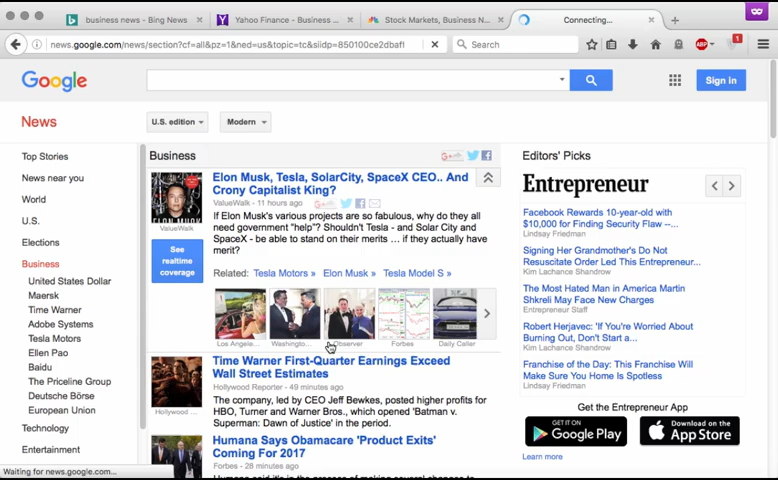 business news - Bing News
Yahoo Finance - Business ...
Stock Markets, Business N...
Connecting...
news.google.com/news/section?cf=all&pz=1&ned=us&topic=tc&siidp=850100ce2dbaf1
Search
ABP
1
Google
Sign in
News
U.S. edition
Modern
Top Stories
News near you
World
U.S.
Elections
Business
United States Dollar
Maersk
Time Warner
Adobe Systems
Tesla Motors
Ellen Pao
Baidu
The Priceline Group
Deutsche Börse
European Union
Technology
Entertainment
Business
Elon Musk, Tesla, SolarCity, SpaceX CEO.. And
Crony Capitalist King?
ValueWalk - 11 hours ago
ValueWalk
If Elon Musk's various projects are so fabulous, why do they all
need government "help"? Shouldn't Tesla - and Solar City and
SpaceX - be able to stand on their merits ... if they actually have
merit?
See
realtime
coverage
Related: Tesla Motors » Elon Musk » Tesla Model S »
Los Angele...
Washingto...
Observer
Forbes
Daily Caller
Time Warner First-Quarter Earnings Exceed
Wall Street Estimates
Hollywood Reporter - 49 minutes ago
Hollywood ...
The company, led by CEO Jeff Bewkes, posted higher profits for
HBO, Turner and Warner Bros., which opened 'Batman v.
Superman: Dawn of Justice' in the period.
Humana Says Obamacare 'Product Exits'
Coming For 2017
Forbes - 28 minutes ago
Editors' Picks
Entrepreneur
Facebook Rewards 10-year-old with
$10,000 for Finding Security Flaw --...
Lindsay Friedman
Signing Her Grandmother's Do Not
Resuscitate Order Led This Entrepreneur...
Kim Lachance Shandrow
The Most Hated Man in America Martin
Shkreli May Face New Charges
Entrepreneur Staff
Robert Herjavec: 'If You're Worried About
Burning Out, Don't Start a...
Kim Lachance Shandrow
Franchise of the Day: This Franchise Will
Make Sure You Home Is Spotless
Lindsay Friedman
Get the Entrepreneur App
GET IT ON
Google Play
Download on the
App Store
Learn more
Waiting for news.google.com...